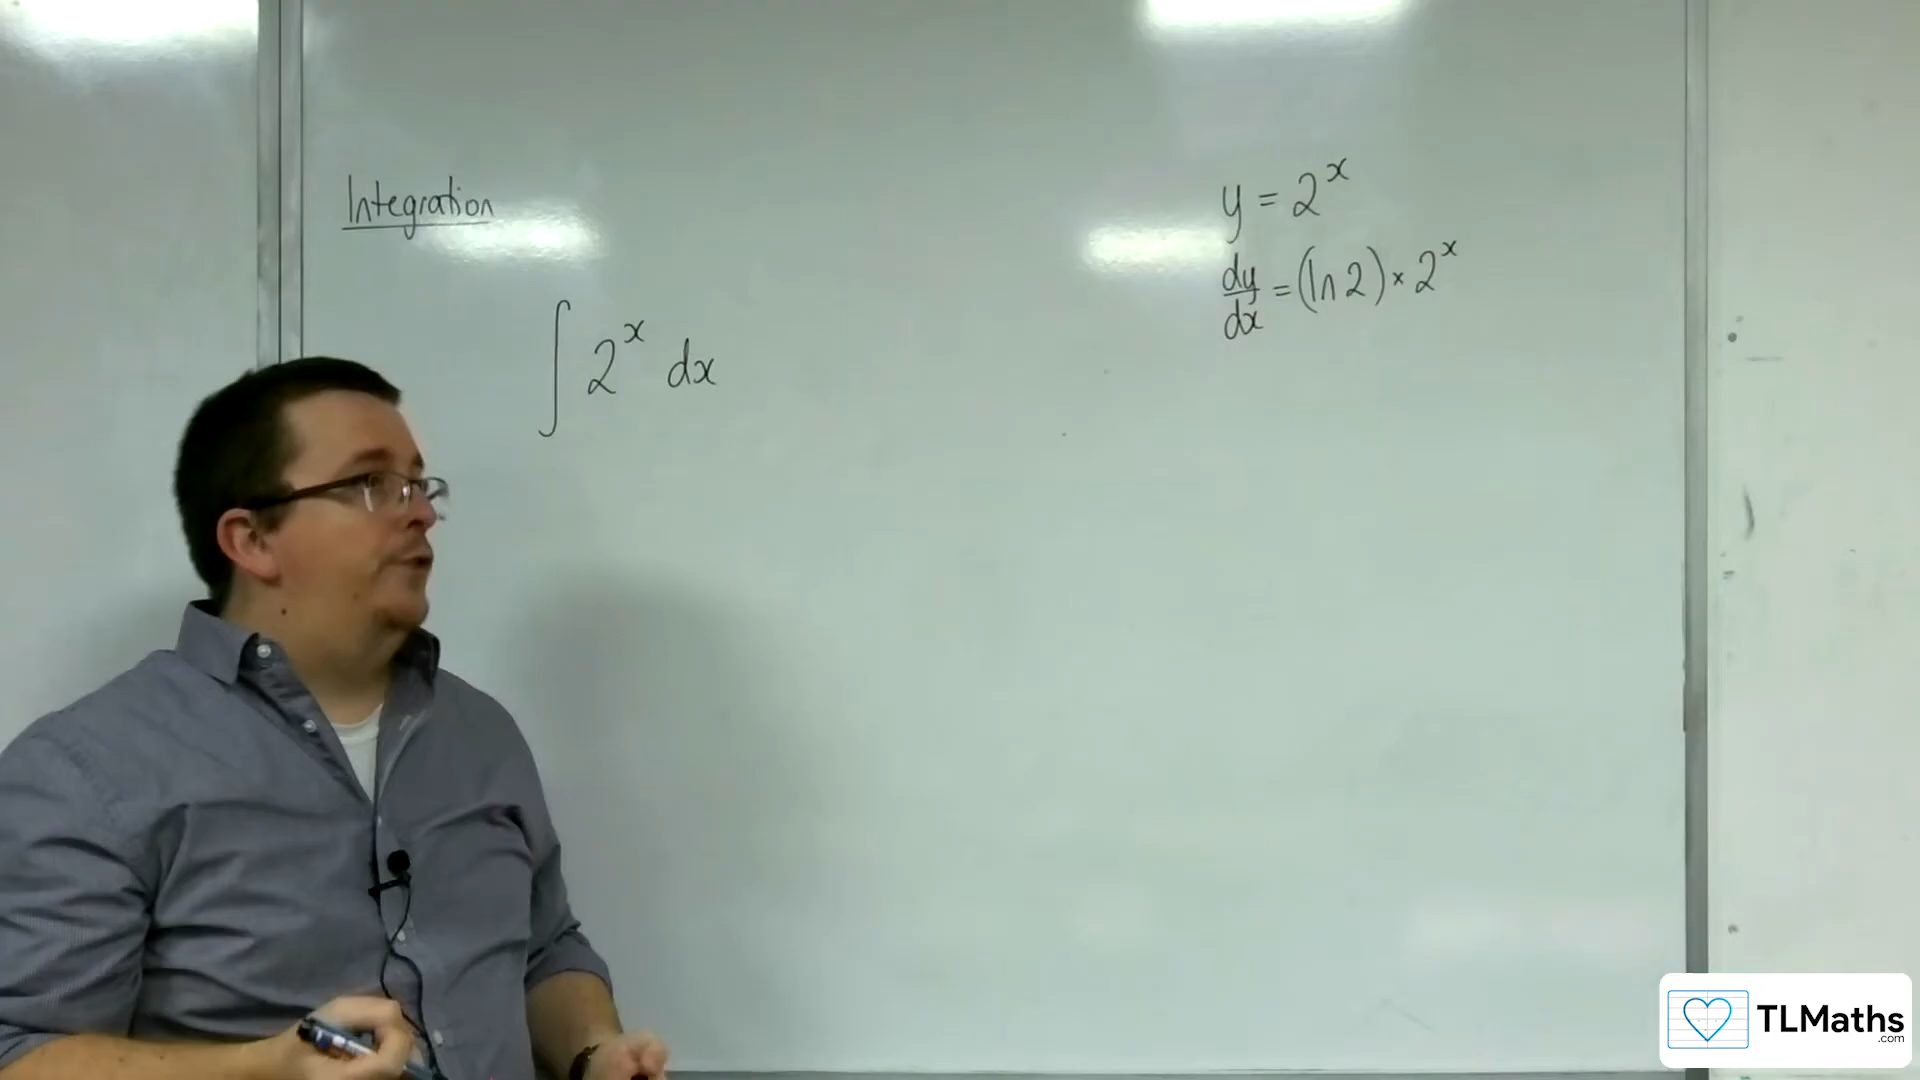 Integration
∫ 2^x dx
y = 2^x
dy/dx = (ln 2) × 2^x
TLMaths
.com